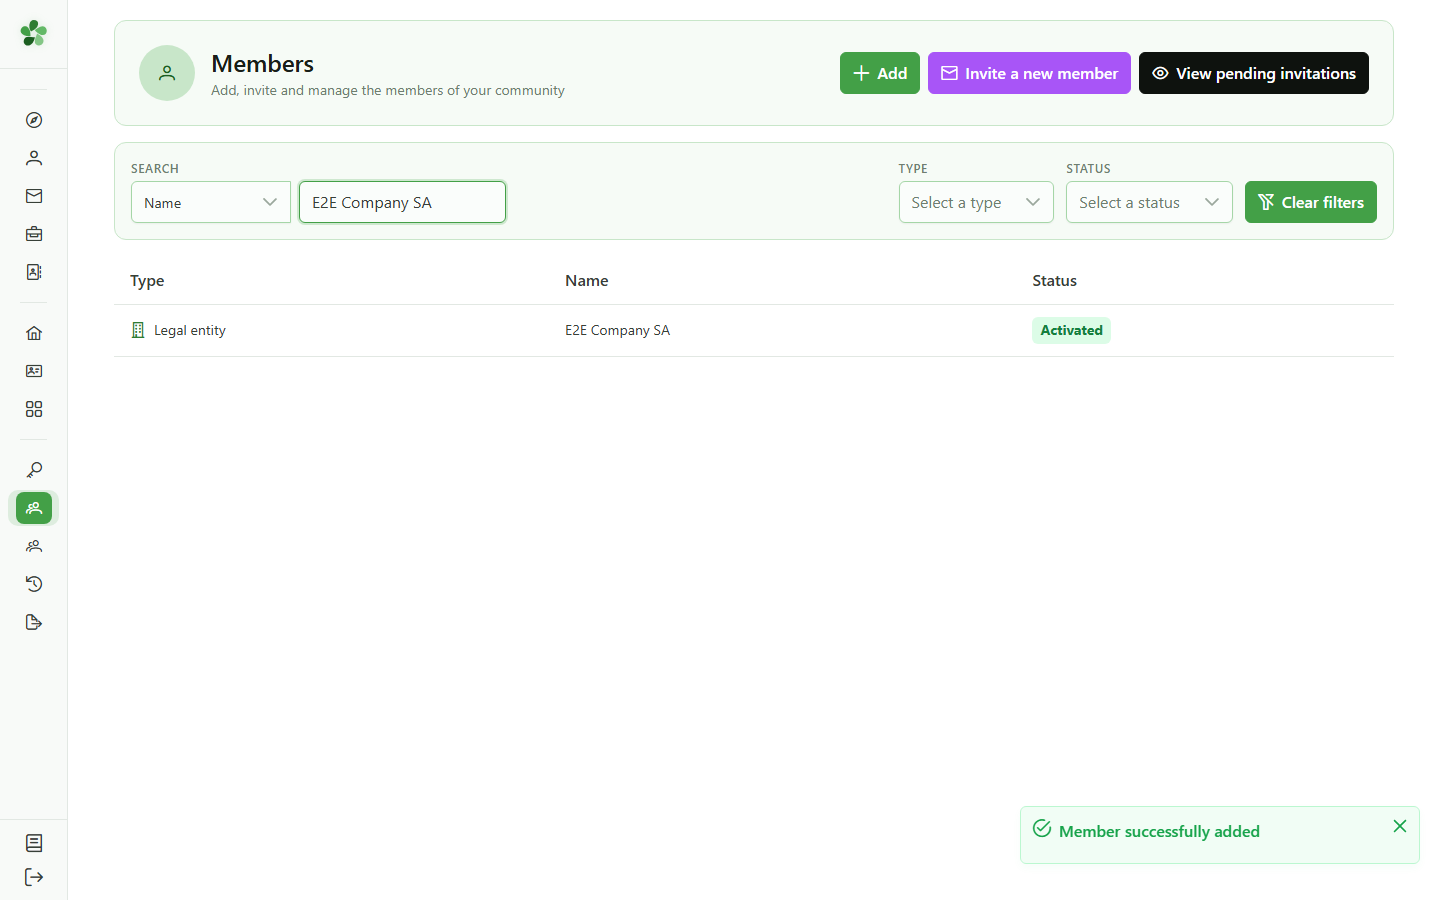 Members
Add, invite and manage the members of your community
Add
Invite a new member
View pending invitations
SEARCH
Name
E2E Company SA
TYPE
Select a type
STATUS
Select a status
Clear filters
Type
Name
Status
Legal entity
E2E Company SA
Activated
Member successfully added